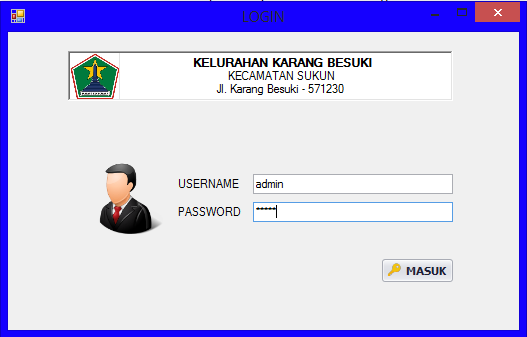 LOGIN
KELURAHAN KARANG BESUKI
KECAMATAN SUKUN
Jl. Karang Besuki - 571230
USERNAME admin
PASSWORD *****
MASUK